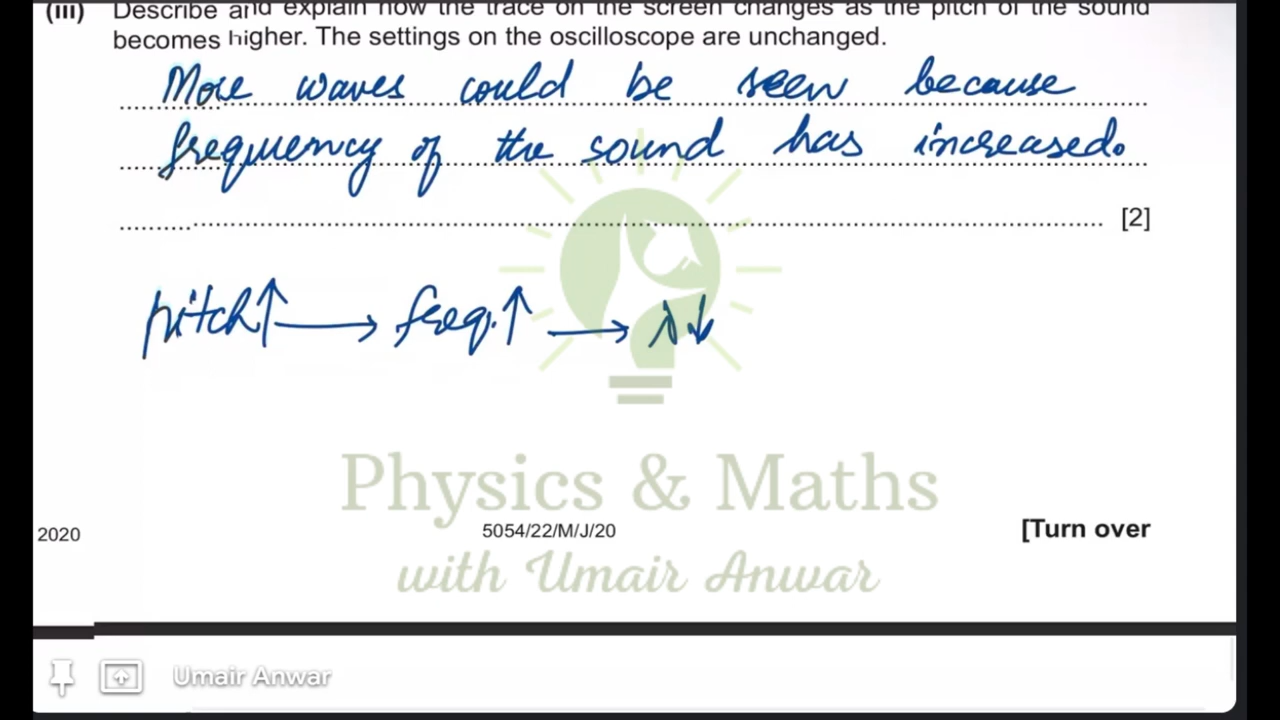 (iii) Describe and explain how the trace on the screen changes as the pitch of the sound
becomes higher. The settings on the oscilloscope are unchanged.
More waves could be seen because
frequency of the sound has increased.
[2]
pitch↑ → freq.↑ → λ↓
Physics & Maths
2020 5054/22/M/J/20 [Turn over
with Umair Anwar
Umair Anwar